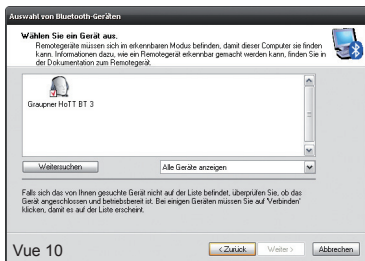 Auswahl von Bluetooth-Geräten
Wählen Sie ein Gerät aus.
Remotegeräte müssen sich im erkennbaren Modus befinden, damit dieser Computer sie finden
kann. Informationen dazu, wie ein Remotegerät erkennbar gemacht werden kann, finden Sie in
der Dokumentation zum Remotegerät.
Graupner HoTT BT 3
Weitersuchen
Alle Geräte anzeigen
Falls sich das von Ihnen gesuchte Gerät nicht auf der Liste befindet, überprüfen Sie, ob das
Gerät angeschlossen und betriebsbereit ist. Bei einigen Geräten müssen Sie auf 'Verbinden'
klicken, damit es auf der Liste erscheint.
Vue 10
< Zurück
Weiter >
Abbrechen